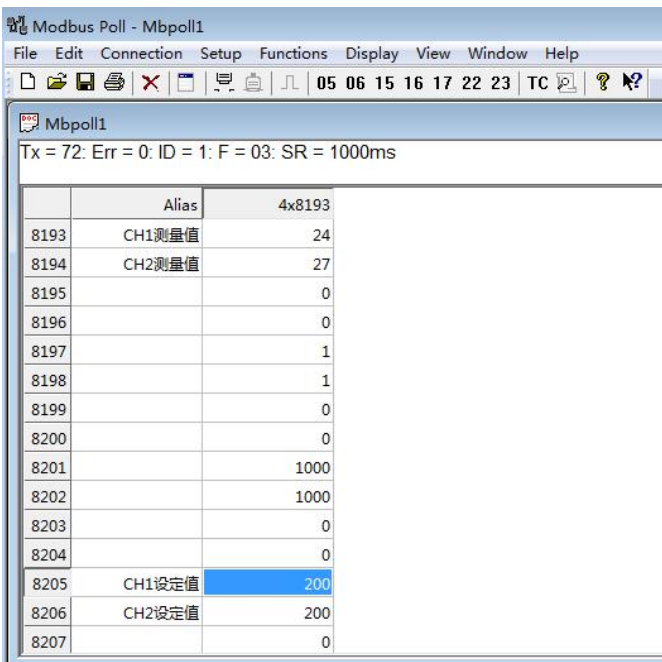 Modbus Poll - Mbpoll1
File Edit Connection Setup Functions Display View Window Help
05 06 15 16 17 22 23 TC
Mbpoll1
Tx = 72: Err = 0: ID = 1: F = 03: SR = 1000ms
Alias 4x8193
8193 CH1测量值 24
8194 CH2测量值 27
8195 0
8196 0
8197 1
8198 1
8199 0
8200 0
8201 1000
8202 1000
8203 0
8204 0
8205 CH1设定值 200
8206 CH2设定值 200
8207 0